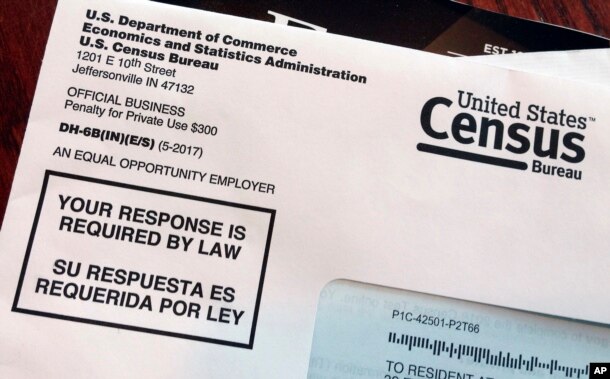 U.S. Department of Commerce
Economics and Statistics Administration
U.S. Census Bureau
1201 E 10th Street
Jeffersonville IN 47132
OFFICIAL BUSINESS
Penalty for Private Use $300
DH-6B(IN)(E/S) (5-2017)
AN EQUAL OPPORTUNITY EMPLOYER
YOUR RESPONSE IS
REQUIRED BY LAW
SU RESPUESTA ES
REQUERIDA POR LEY
EST
United States™
Census
Bureau
P1C-42501-P2T66
TO RESIDENT
AP